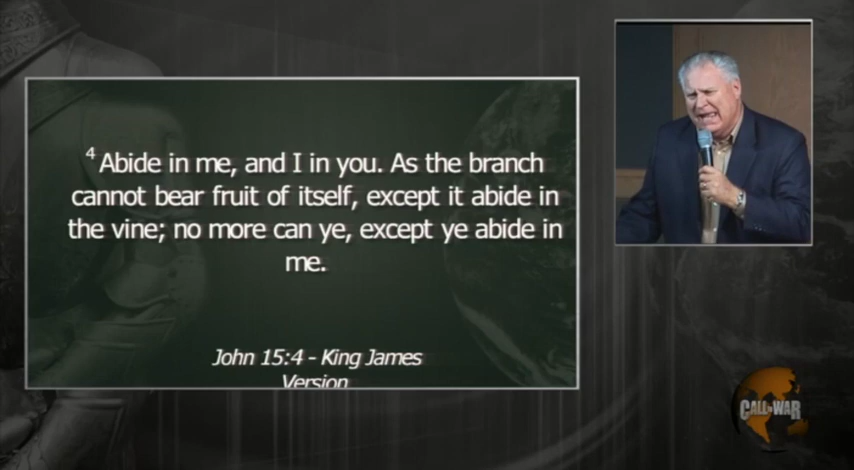 4 Abide in me, and I in you. As the branch
cannot bear fruit of itself, except it abide in
the vine; no more can ye, except ye abide in
me.
John 15:4 - King James
Version
CALL TO WAR